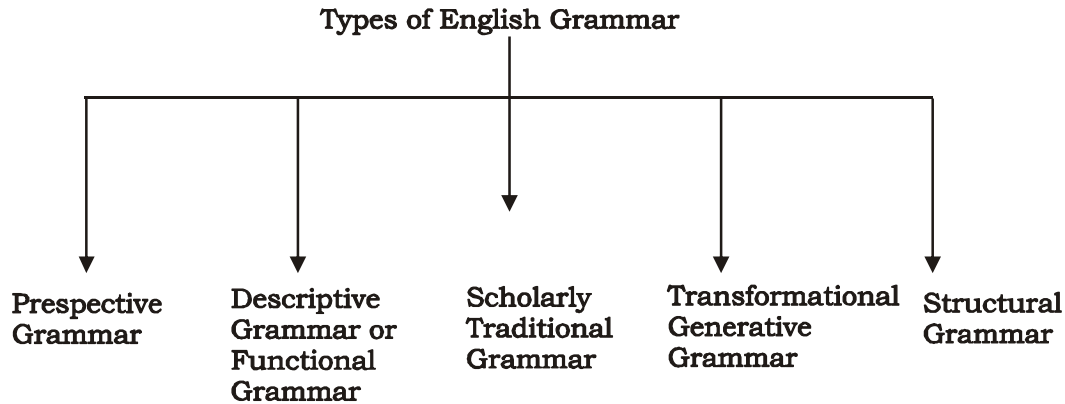 Types of English Grammar
Prespective
Grammar
Descriptive
Grammar or
Functional
Grammar
Scholarly
Traditional
Grammar
Transformational
Generative
Grammar
Structural
Grammar